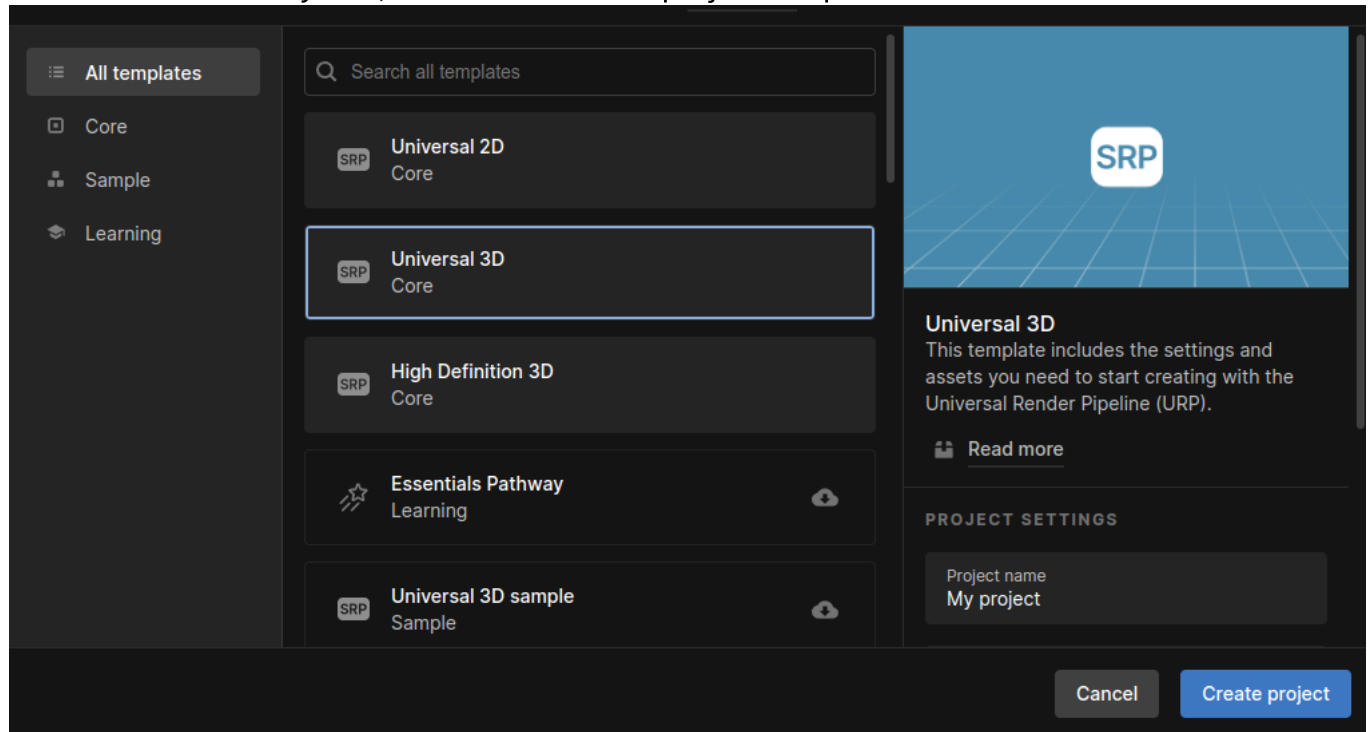 All templates
Core
Sample
Learning
Search all templates
SRP
Universal 2D
Core
SRP
Universal 3D
Core
SRP
High Definition 3D
Core
Essentials Pathway
Learning
SRP
Universal 3D sample
Sample
SRP
Universal 3D
This template includes the settings and
assets you need to start creating with the
Universal Render Pipeline (URP).
Read more
PROJECT SETTINGS
Project name
My project
Cancel
Create project